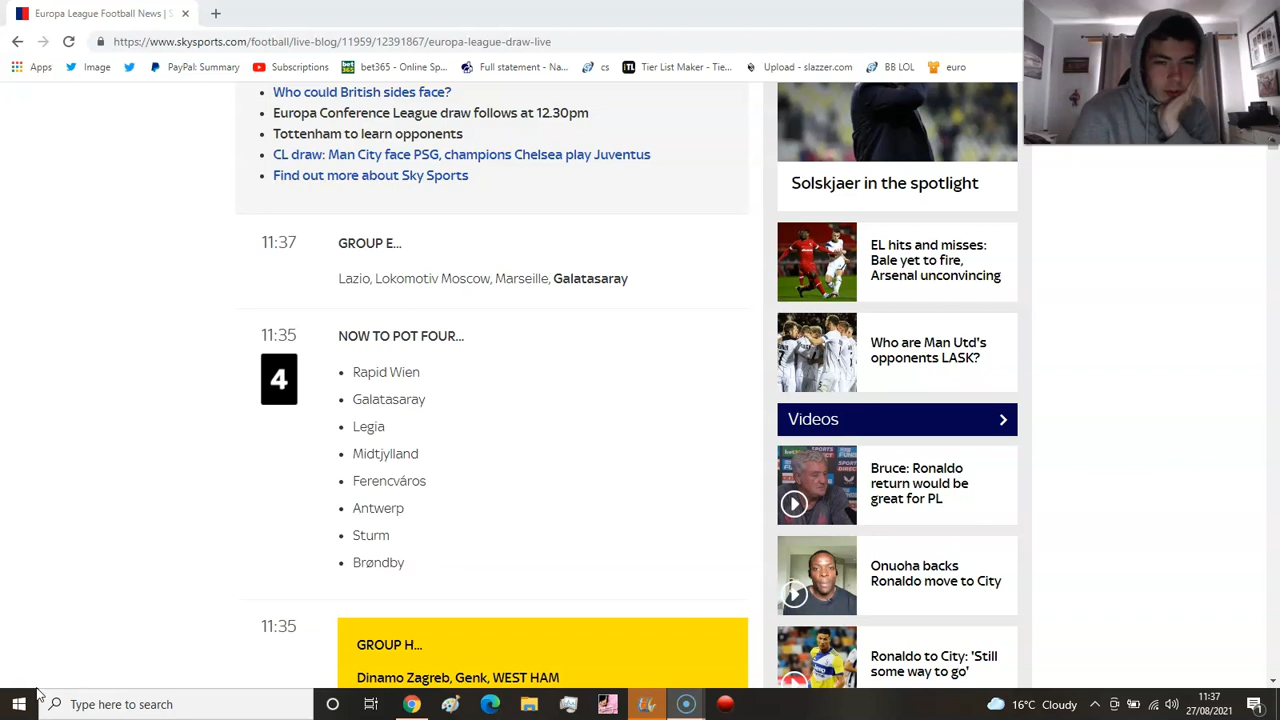 Europa League Football News | S
https://www.skysports.com/football/live-blog/11959/12391867/europa-league-draw-live
Apps
Image
PayPal: Summary
Subscriptions
bet365 - Online Sp...
Full statement - Na...
cs
Tier List Maker - Tie...
Upload - slazzer.com
BB LOL
euro
Who could British sides face?
Europa Conference League draw follows at 12.30pm
Tottenham to learn opponents
CL draw: Man City face PSG, champions Chelsea play Juventus
Find out more about Sky Sports
11:37
GROUP E...
Lazio, Lokomotiv Moscow, Marseille, Galatasaray
11:35
NOW TO POT FOUR...
4
Rapid Wien
Galatasaray
Legia
Midtjylland
Ferencváros
Antwerp
Sturm
Brøndby
11:35
GROUP H...
Dinamo Zagreb, Genk, WEST HAM
Solskjaer in the spotlight
EL hits and misses:
Bale yet to fire,
Arsenal unconvincing
Who are Man Utd's
opponents LASK?
Videos
Bruce: Ronaldo
return would be
great for PL
Onuoha backs
Ronaldo move to City
Ronaldo to City: 'Still
some way to go'
Type here to search
16°C Cloudy
11:37
27/08/2021